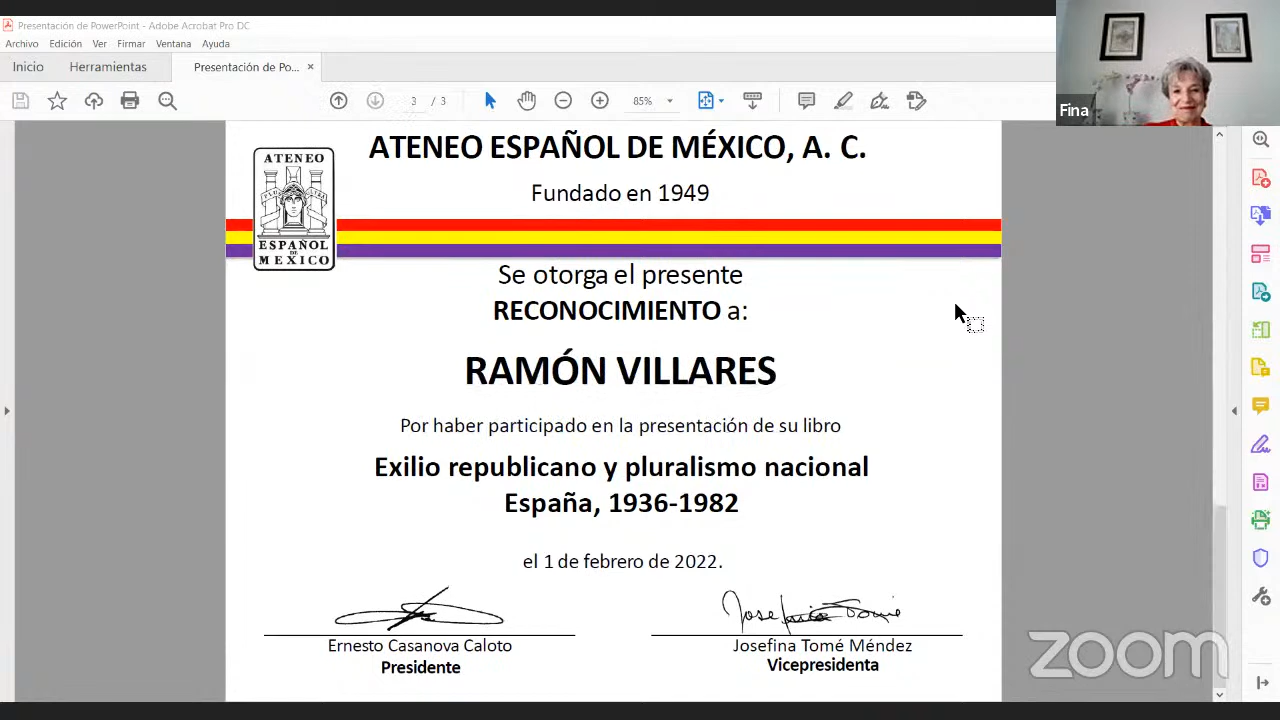 Presentación de PowerPoint - Adobe Acrobat Pro DC
Archivo Edición Ver Firmar Ventana Ayuda
Inicio Herramientas Presentación de Po... ×
3 / 3 85%
Fina
ATENEO
ESPAÑOL
DE
MEXICO
ATENEO ESPAÑOL DE MÉXICO, A. C.
Fundado en 1949
Se otorga el presente
RECONOCIMIENTO a:
RAMÓN VILLARES
Por haber participado en la presentación de su libro
Exilio republicano y pluralismo nacional
España, 1936-1982
el 1 de febrero de 2022.
Ernesto Casanova Caloto
Presidente
Josefina Tomé Méndez
Vicepresidenta
zoom